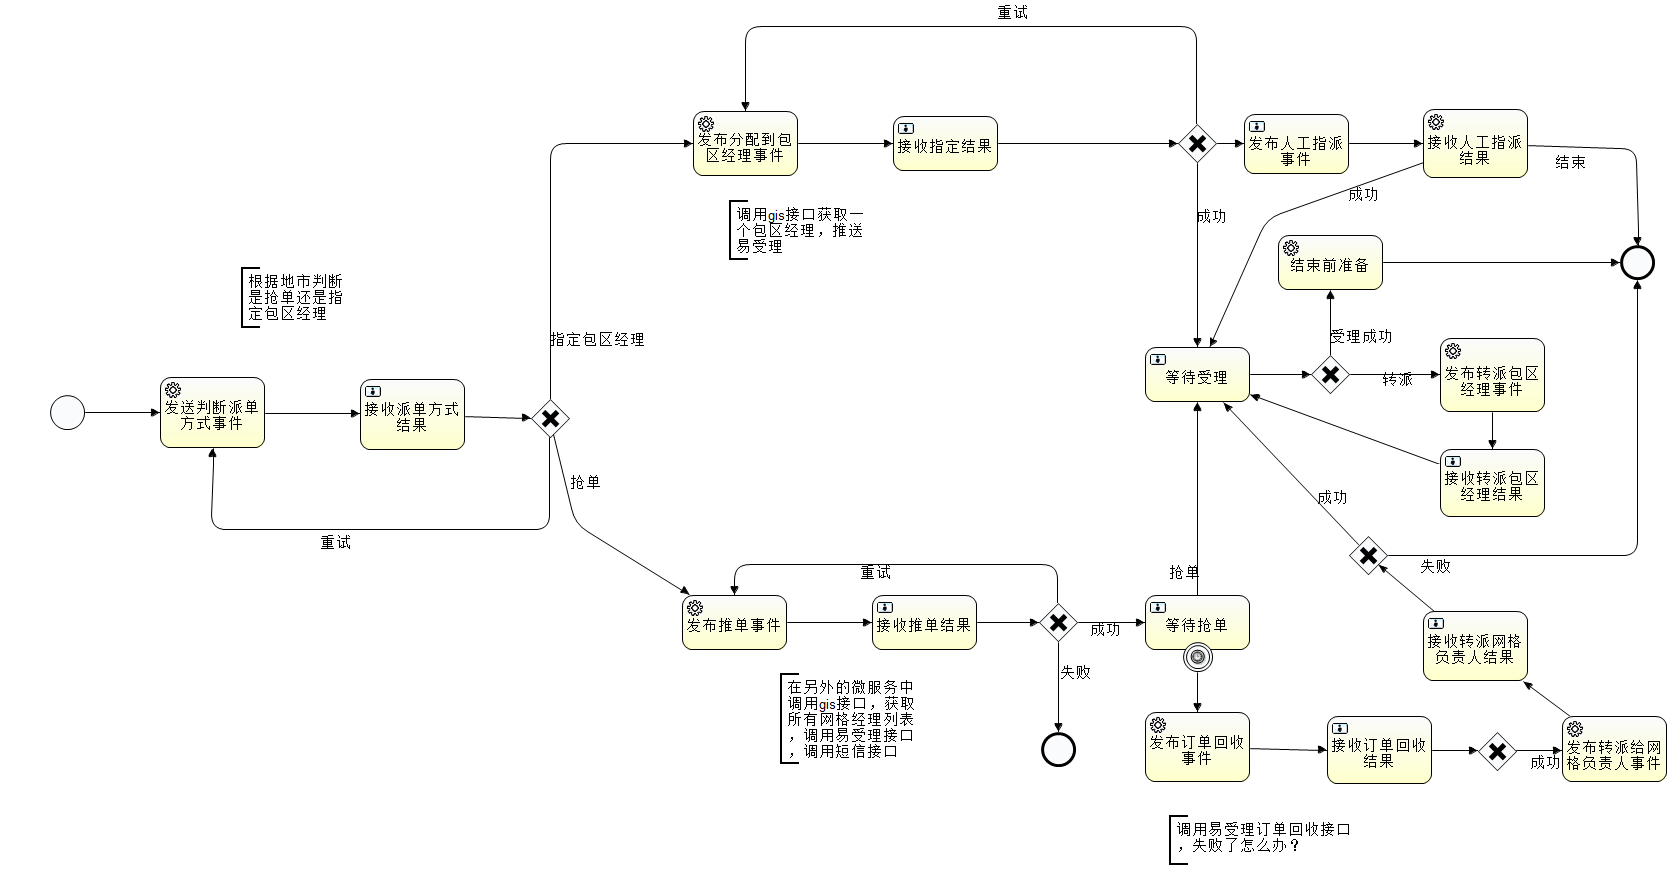 重试
发布分配到包
区经理事件
接收指定结果
发布人工指派
事件
接收人工指派
结果
结束
成功
成功
调用gis接口获取一
个包区经理，推送
易受理
结束前准备
根据地市判断
是抢单还是指
定包区经理
指定包区经理
受理成功
等待受理
转派
发布转派包区
经理事件
发送判断派单
方式事件
接收派单方式
结果
抢单
接收转派包区
经理结果
成功
重试
失败
重试
抢单
发布推单事件
接收推单结果
成功
等待抢单
接收转派网格
负责人结果
失败
在另外的微服务中
调用gis接口，获取
所有网格经理列表
，调用易受理接口
，调用短信接口
发布订单回收
事件
接收订单回收
结果
成功
发布转派给网
格负责人事件
调用易受理订单回收接口
，失败了怎么办？